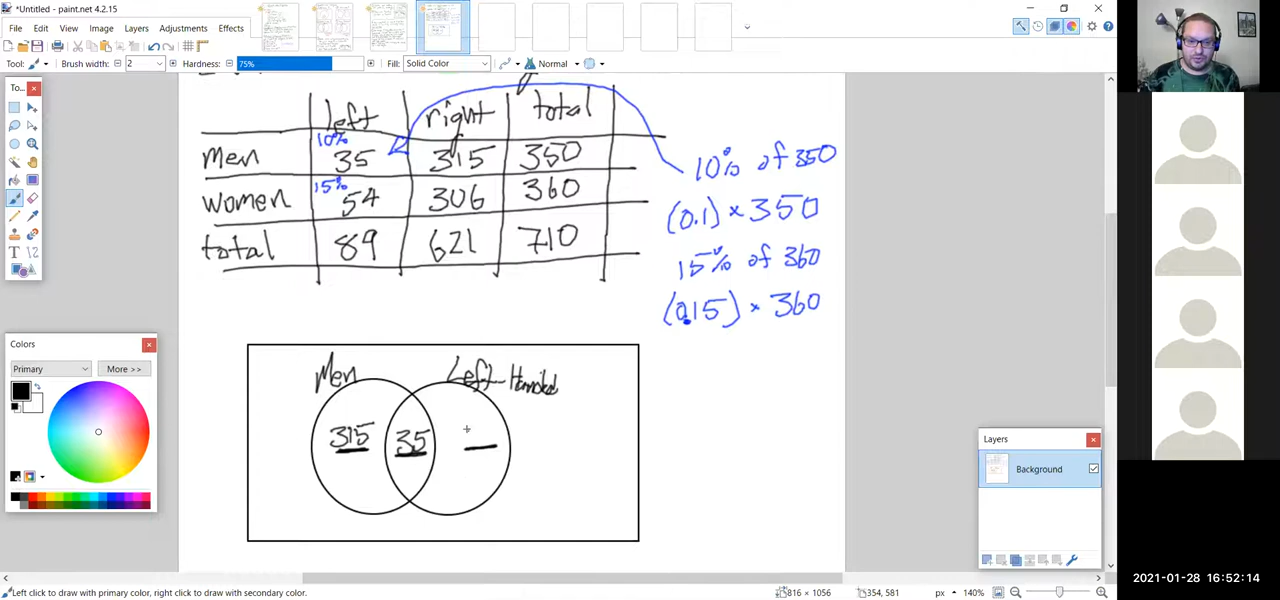 *Untitled - paint.net 4.2.15
File Edit View Image Layers Adjustments Effects
Tool: Brush width: 2 Hardness: 75% Fill: Solid Color Normal
To...
left right total
10%
men 35 315 350
15%
women 54 306 360
total 89 621 710
10% of 350
(0.1) × 350
15% of 360
(0.15) × 360
Men Left-Handed
315 35
Colors
Primary More >>
Layers
Background
Left click to draw with primary color, right click to draw with secondary color. 816 × 1056 354, 581 px 140%
2021-01-28 16:52:14